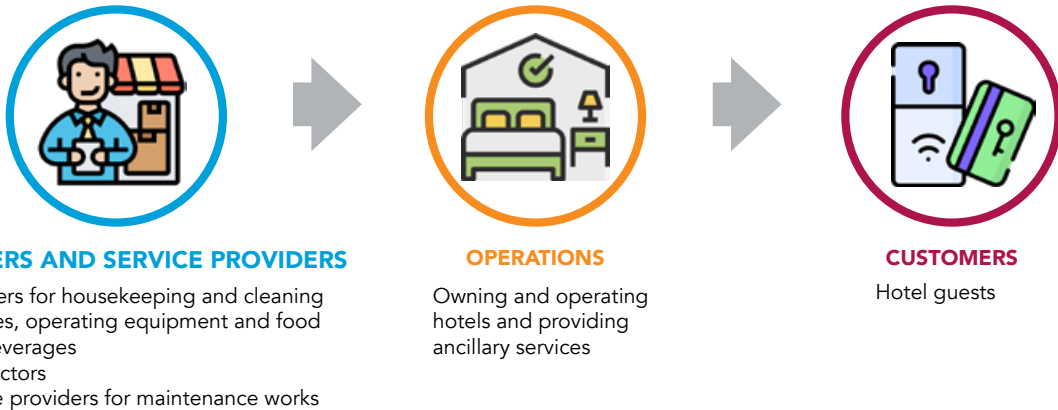 ERS AND SERVICE PROVIDERS
ers for housekeeping and cleaning
es, operating equipment and food
everages
ctors
e providers for maintenance works
OPERATIONS
Owning and operating
hotels and providing
ancillary services
CUSTOMERS
Hotel guests